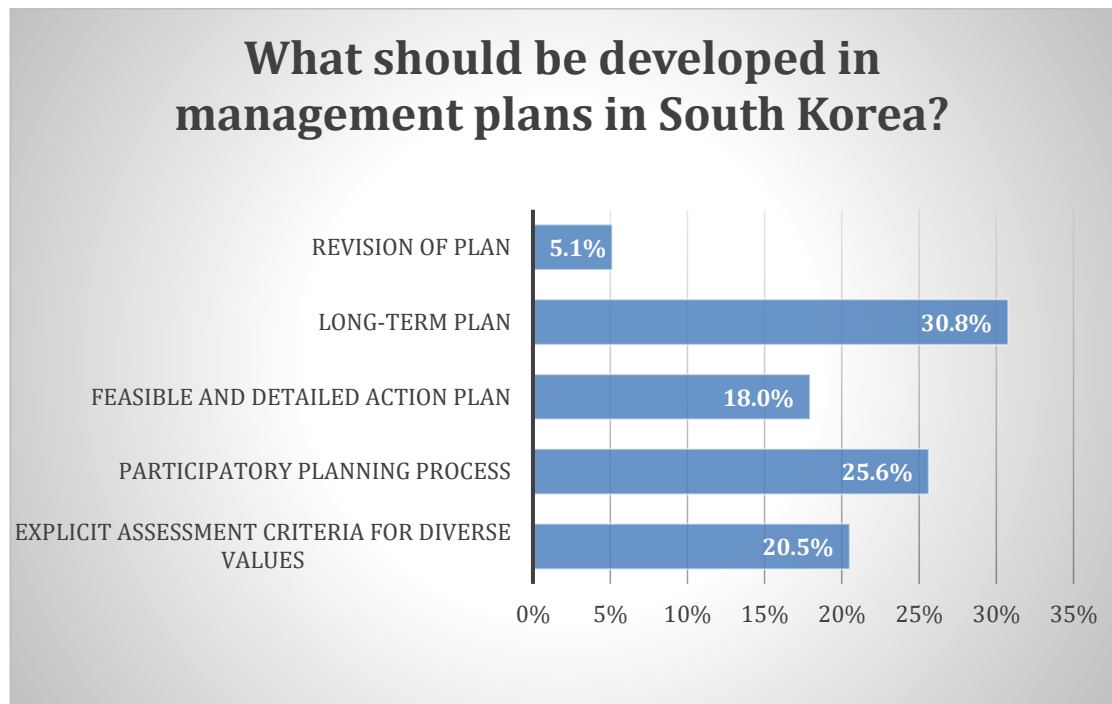 What should be developed in
management plans in South Korea?
REVISION OF PLAN
5.1%
LONG-TERM PLAN
30.8%
FEASIBLE AND DETAILED ACTION PLAN
18.0%
PARTICIPATORY PLANNING PROCESS
25.6%
EXPLICIT ASSESSMENT CRITERIA FOR DIVERSE
VALUES
20.5%
0% 5% 10% 15% 20% 25% 30% 35%